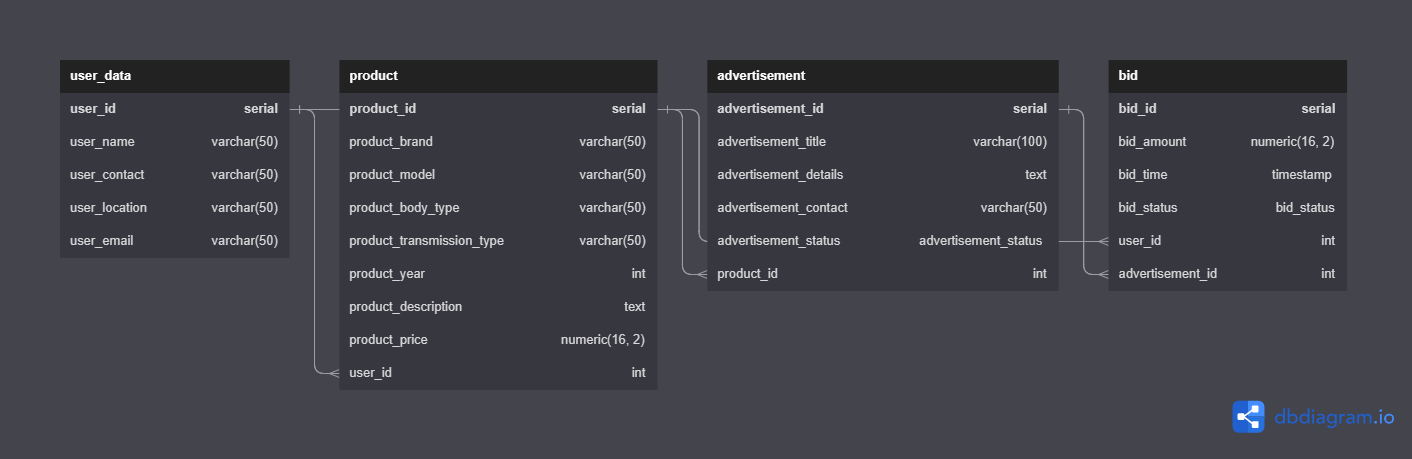 user_data
user_id serial
user_name varchar(50)
user_contact varchar(50)
user_location varchar(50)
user_email varchar(50)
product
product_id serial
product_brand varchar(50)
product_model varchar(50)
product_body_type varchar(50)
product_transmission_type varchar(50)
product_year int
product_description text
product_price numeric(16, 2)
user_id int
advertisement
advertisement_id serial
advertisement_title varchar(100)
advertisement_details text
advertisement_contact varchar(50)
advertisement_status advertisement_status
product_id int
bid
bid_id serial
bid_amount numeric(16, 2)
bid_time timestamp
bid_status bid_status
user_id int
advertisement_id int
dbdiagram.io